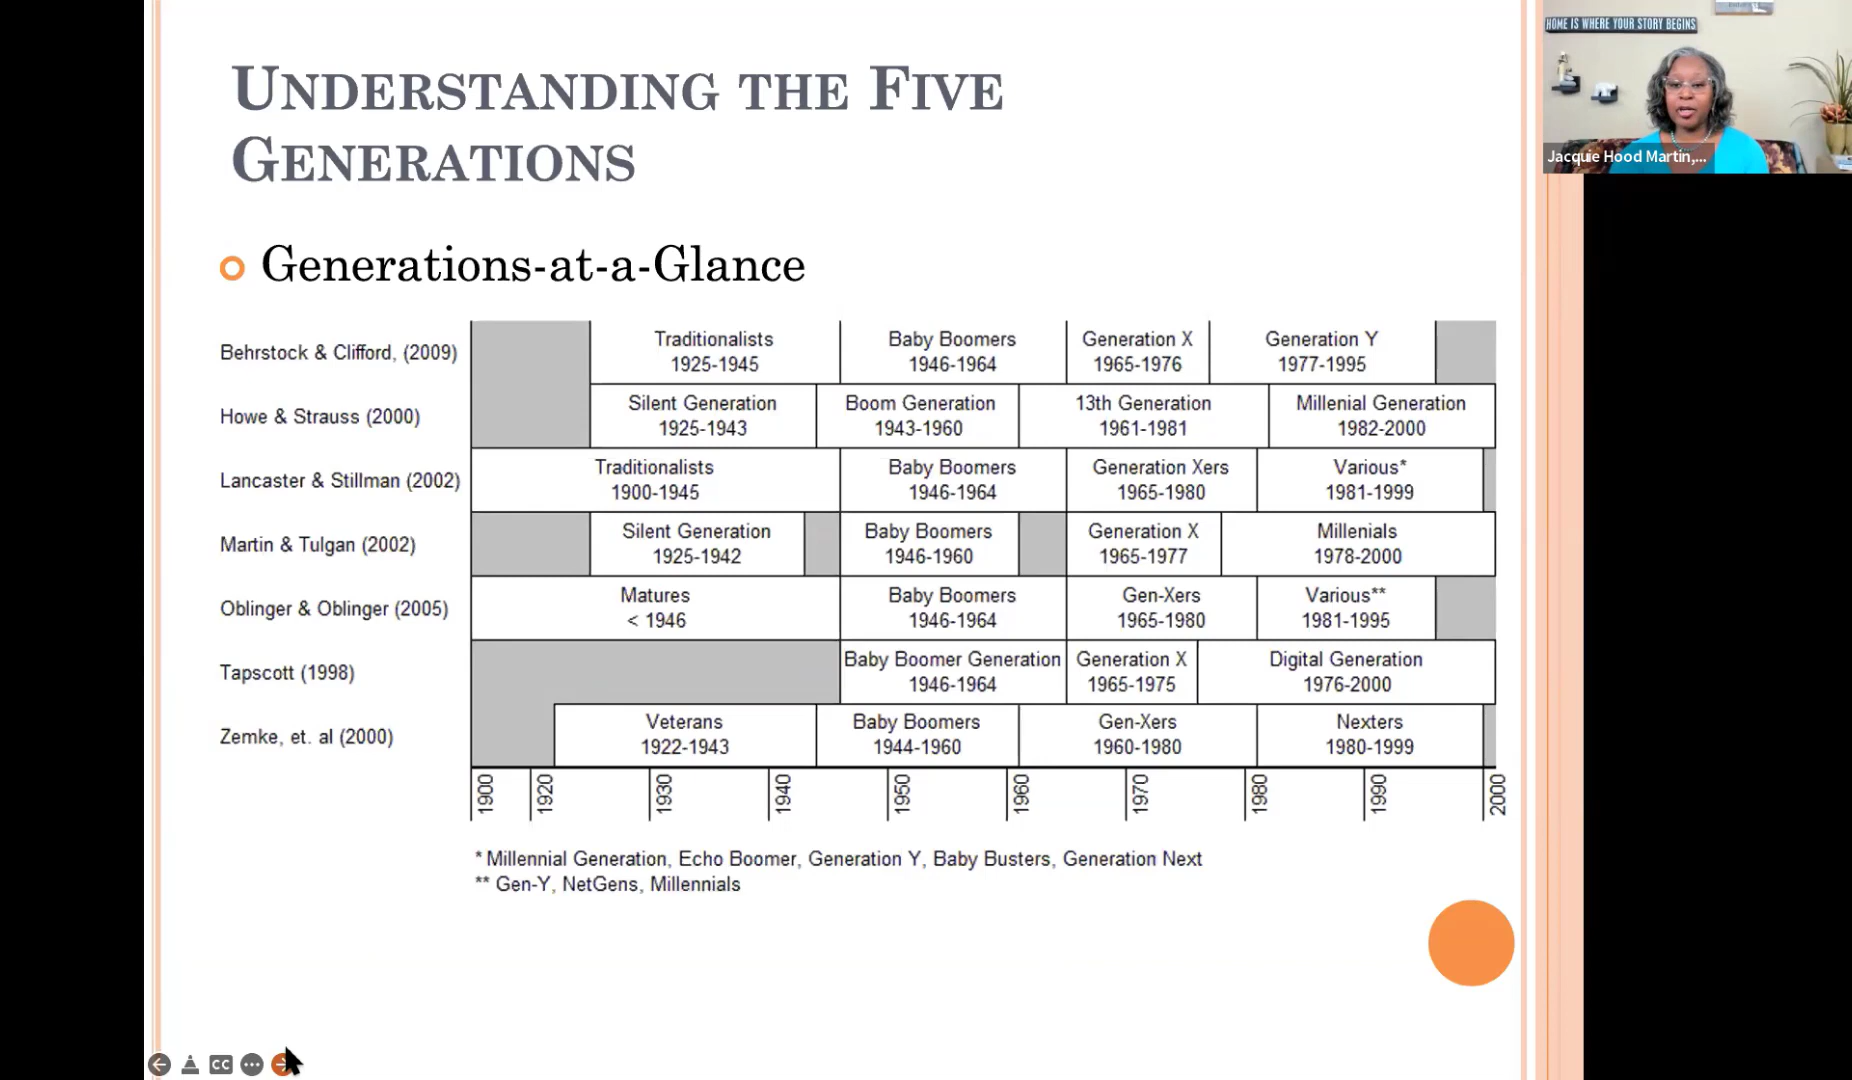 UNDERSTANDING THE FIVE
GENERATIONS
Generations-at-a-Glance
Behrstock & Clifford, (2009)
Traditionalists
1925-1945
Baby Boomers
1946-1964
Generation X
1965-1976
Generation Y
1977-1995
Howe & Strauss (2000)
Silent Generation
1925-1943
Boom Generation
1943-1960
13th Generation
1961-1981
Millenial Generation
1982-2000
Lancaster & Stillman (2002)
Traditionalists
1900-1945
Baby Boomers
1946-1964
Generation Xers
1965-1980
Various*
1981-1999
Martin & Tulgan (2002)
Silent Generation
1925-1942
Baby Boomers
1946-1960
Generation X
1965-1977
Millenials
1978-2000
Oblinger & Oblinger (2005)
Matures
< 1946
Baby Boomers
1946-1964
Gen-Xers
1965-1980
Various**
1981-1995
Tapscott (1998)
Baby Boomer Generation
1946-1964
Generation X
1965-1975
Digital Generation
1976-2000
Zemke, et. al (2000)
Veterans
1922-1943
Baby Boomers
1944-1960
Gen-Xers
1960-1980
Nexters
1980-1999
1900
1920
1930
1940
1950
1960
1970
1980
1990
2000
* Millennial Generation, Echo Boomer, Generation Y, Baby Busters, Generation Next
** Gen-Y, NetGens, Millennials
HOME IS WHERE YOUR STORY BEGINS
Jacquie Hood Martin,...
CC